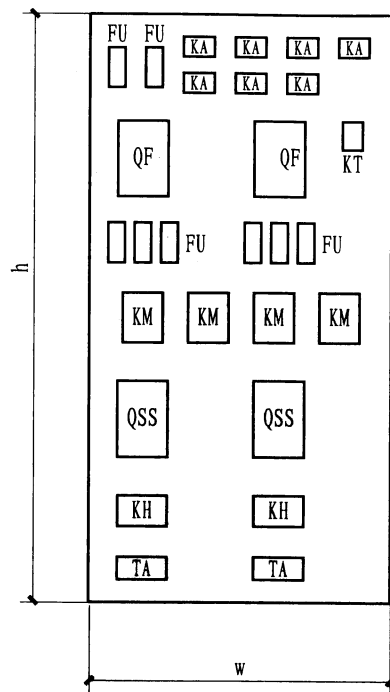 FU FU
KA KA KA KA
KA KA KA
QF QF
KT
FU FU
h
KM KM KM KM
QSS QSS
KH KH
TA TA
W